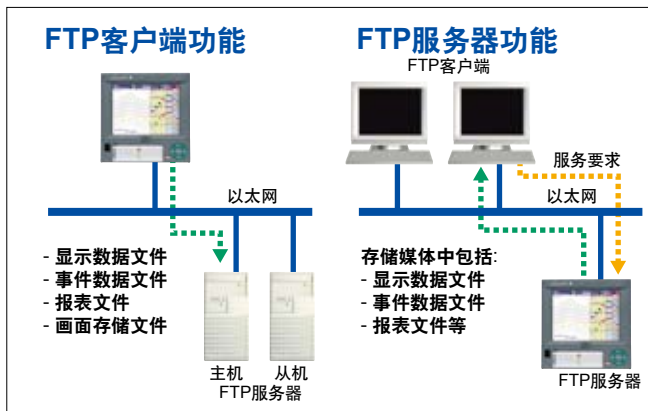 FTP客户端功能
以太网
- 显示数据文件
- 事件数据文件
- 报表文件
- 画面存储文件
主机 从机
FTP服务器
FTP服务器功能
FTP客户端
服务要求
以太网
存储媒体中包括:
- 显示数据文件
- 事件数据文件
- 报表文件等
FTP服务器